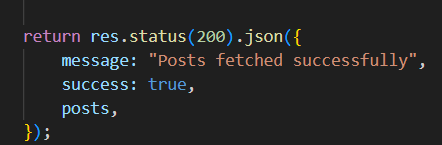 return res.status(200).json({
    message: "Posts fetched successfully",
    success: true,
    posts,
});